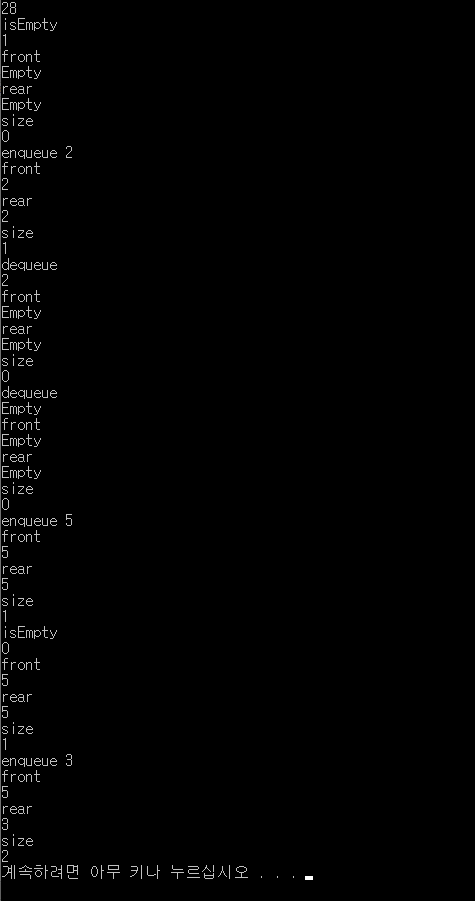 28
isEmpty
1
front
Empty
rear
Empty
size
0
enqueue 2
front
2
rear
2
size
1
dequeue
2
front
Empty
rear
Empty
size
0
dequeue
Empty
front
Empty
rear
Empty
size
0
enqueue 5
front
5
rear
5
size
1
isEmpty
0
front
5
rear
5
size
1
enqueue 3
front
5
rear
3
size
2
계속하려면 아무 키나 누르십시오 . . .